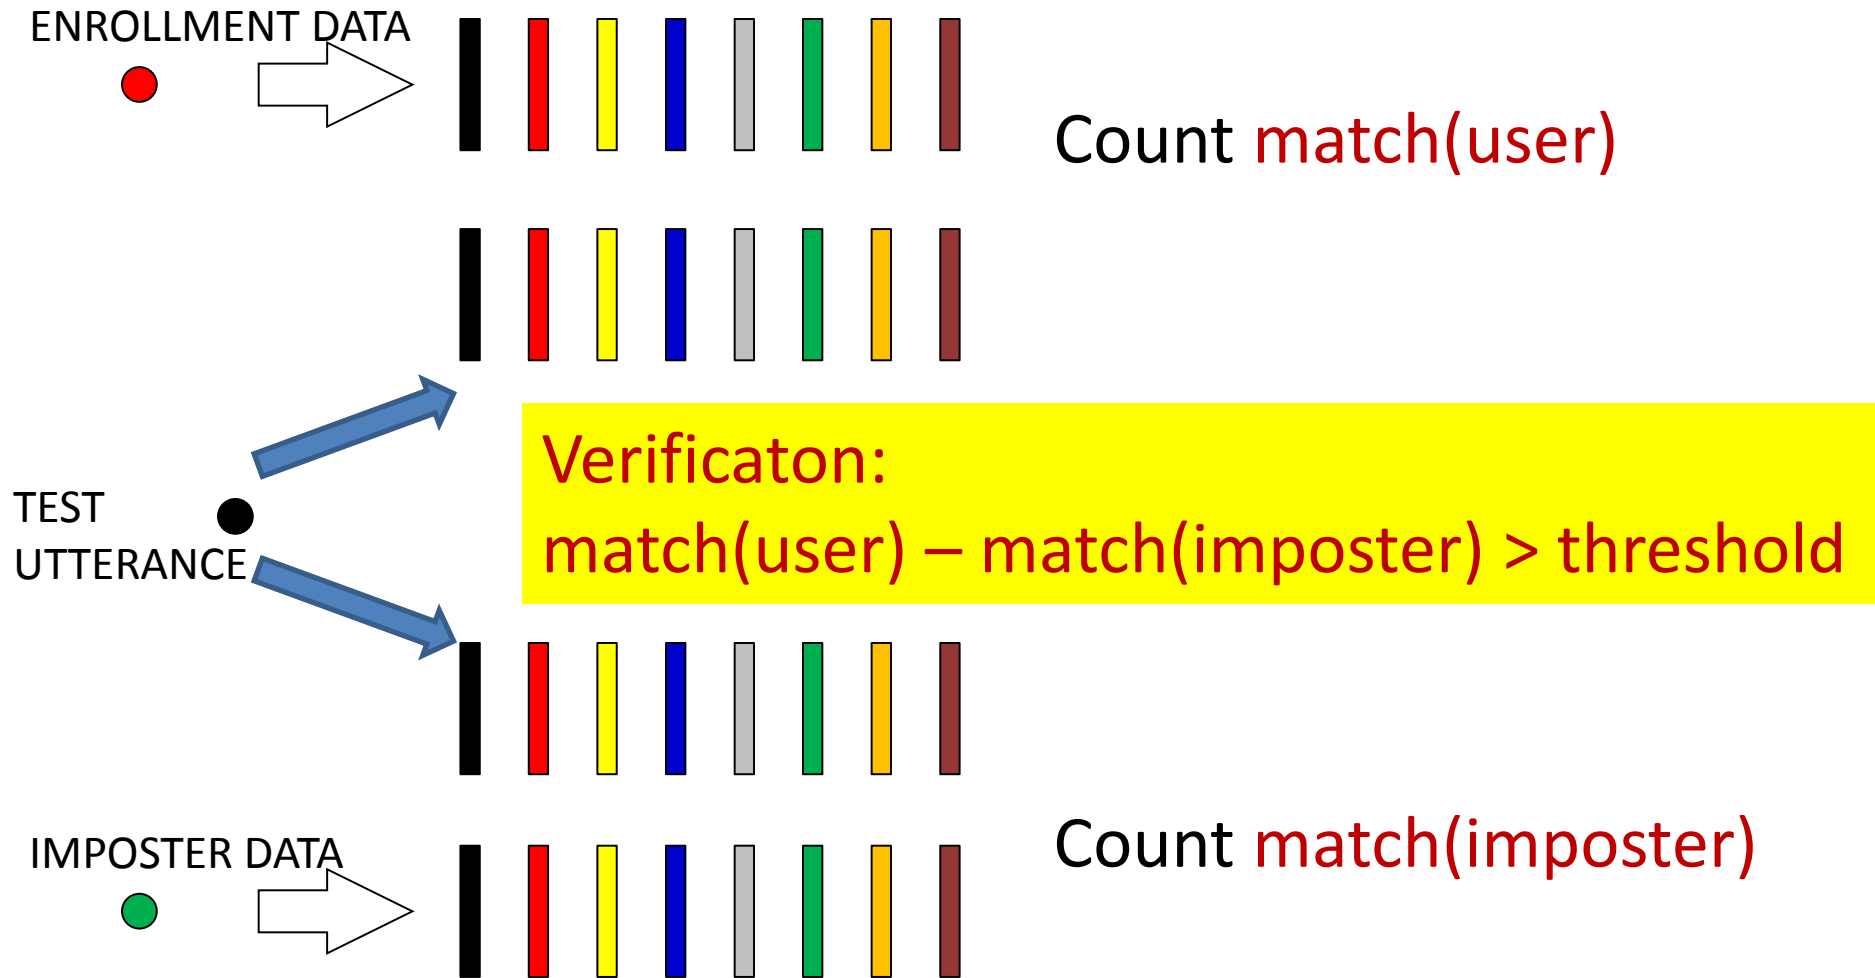 ENROLLMENT DATA
Count match(user)
Verificaton:
match(user) – match(imposter) > threshold
TEST
UTTERANCE
Count match(imposter)
IMPOSTER DATA